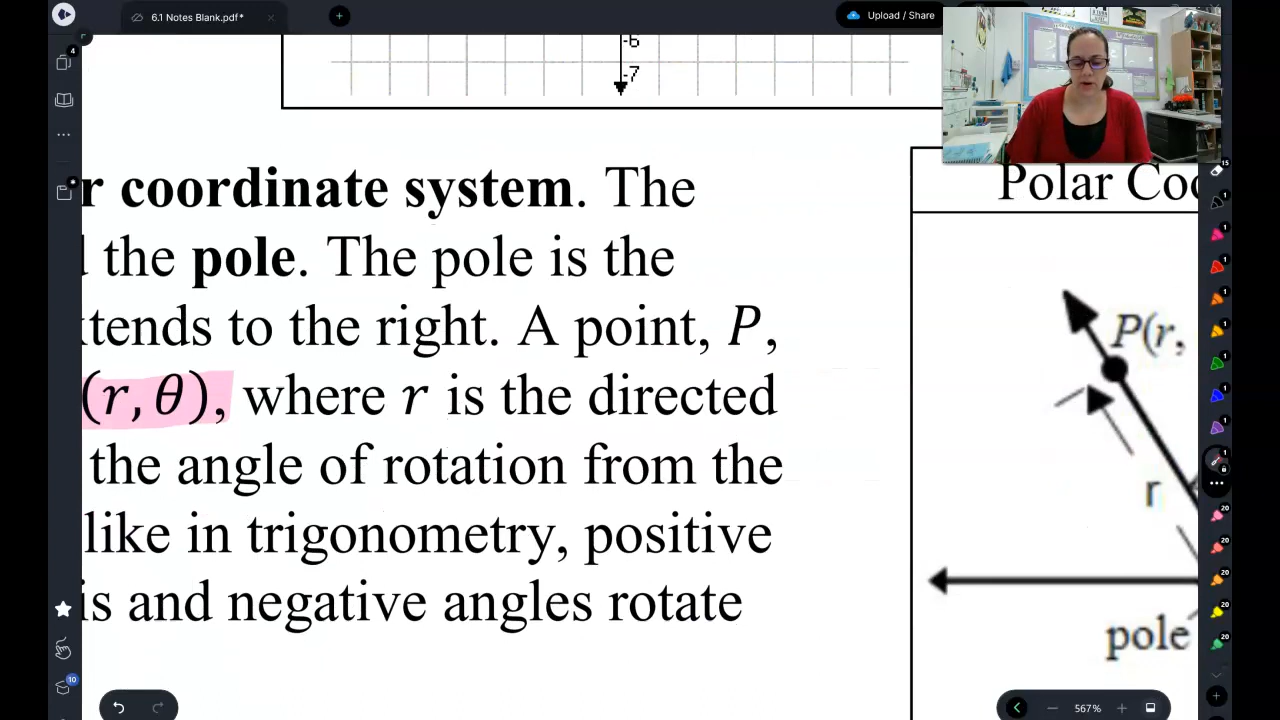 6.1 Notes Blank.pdf*
Upload / Share
-6
-7
r coordinate system. The
the pole. The pole is the
tends to the right. A point, P,
(r, θ), where r is the directed
the angle of rotation from the
like in trigonometry, positive
is and negative angles rotate
Polar Coo
P(r,
r
pole
567%